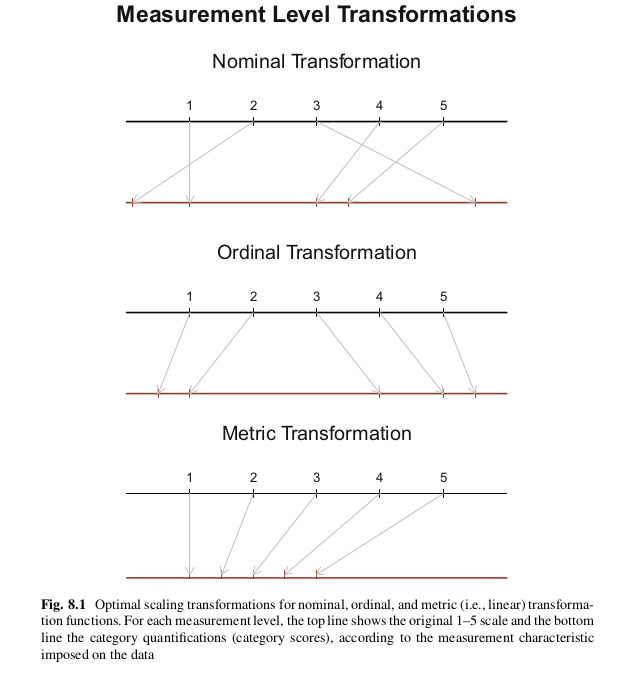 Measurement Level Transformations
Nominal Transformation
1 2 3 4 5
Ordinal Transformation
1 2 3 4 5
Metric Transformation
1 2 3 4 5
Fig. 8.1 Optimal scaling transformations for nominal, ordinal, and metric (i.e., linear) transforma-
tion functions. For each measurement level, the top line shows the original 1–5 scale and the bottom
line the category quantifications (category scores), according to the measurement characteristic
imposed on the data